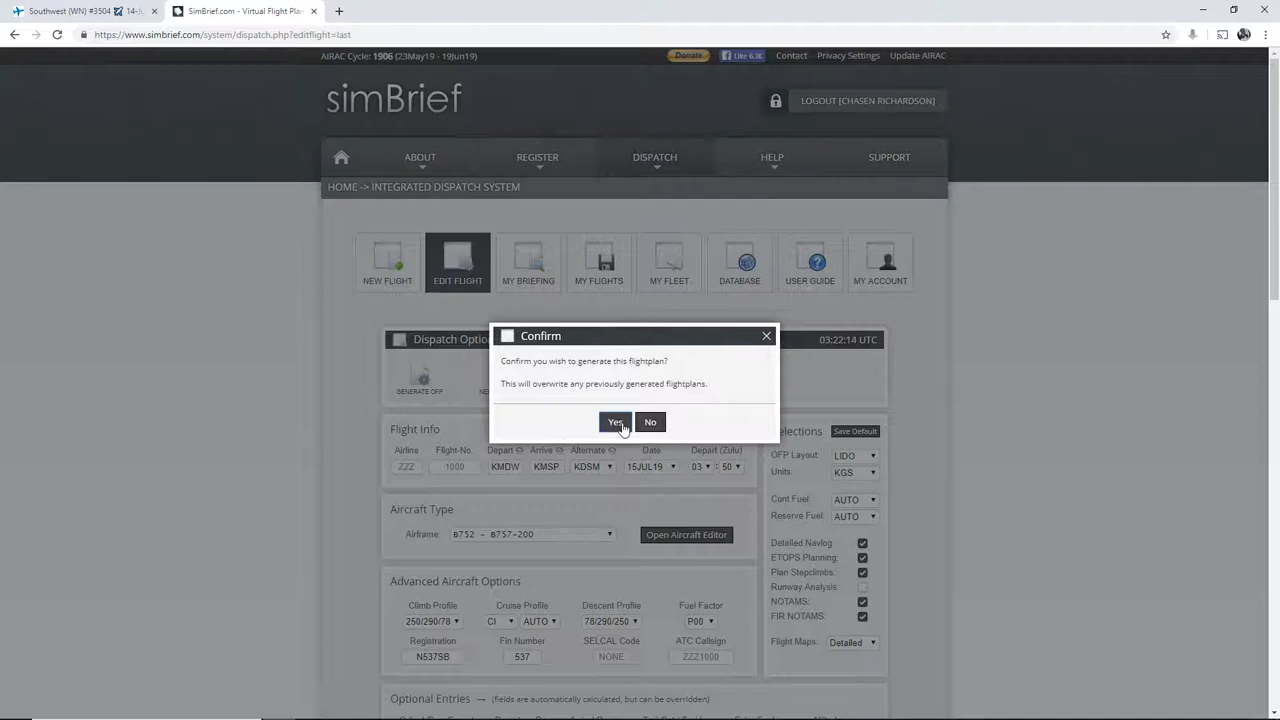 Southwest (WN) #3504 14-J
SimBrief.com - Virtual Flight Pla
https://www.simbrief.com/system/dispatch.php?editflight=last
AIRAC Cycle: 1906 (23May19 - 19Jun19)
Donate
Like 6.1K
Contact
Privacy Settings
Update AIRAC
simBrief
LOGOUT [CHASEN RICHARDSON]
ABOUT
REGISTER
DISPATCH
HELP
SUPPORT
HOME -> INTEGRATED DISPATCH SYSTEM
NEW FLIGHT
EDIT FLIGHT
MY BRIEFING
MY FLIGHTS
MY FLEET
DATABASE
USER GUIDE
MY ACCOUNT
Dispatch Optio
03:22:14 UTC
GENERATE OFP
Confirm
Confirm you wish to generate this flightplan?
This will overwrite any previously generated flightplans.
Yes
No
Flight Info
Airline Flight-No. Depart Arrive Alternate Date Depart (Zulu)
ZZZ 1000 KMDW KMSP KDSM 15JUL19 03 : 50
Aircraft Type
Airframe: B752 - B757-200
Open Aircraft Editor
Advanced Aircraft Options
Climb Profile Cruise Profile Descent Profile Fuel Factor
250/290/78 CI AUTO 78/290/250 P00
Registration Fin Number SELCAL Code ATC Callsign
N537SB 537 NONE ZZZ1000
Optional Entries → (fields are automatically calculated, but can be overridden)
elections
Save Default
OFP Layout: LIDO
Units: KGS
Cont Fuel: AUTO
Reserve Fuel: AUTO
Detailed Navlog
ETOPS Planning:
Plan Stepclimbs:
Runway Analysis
NOTAMS:
FIR NOTAMS:
Flight Maps: Detailed